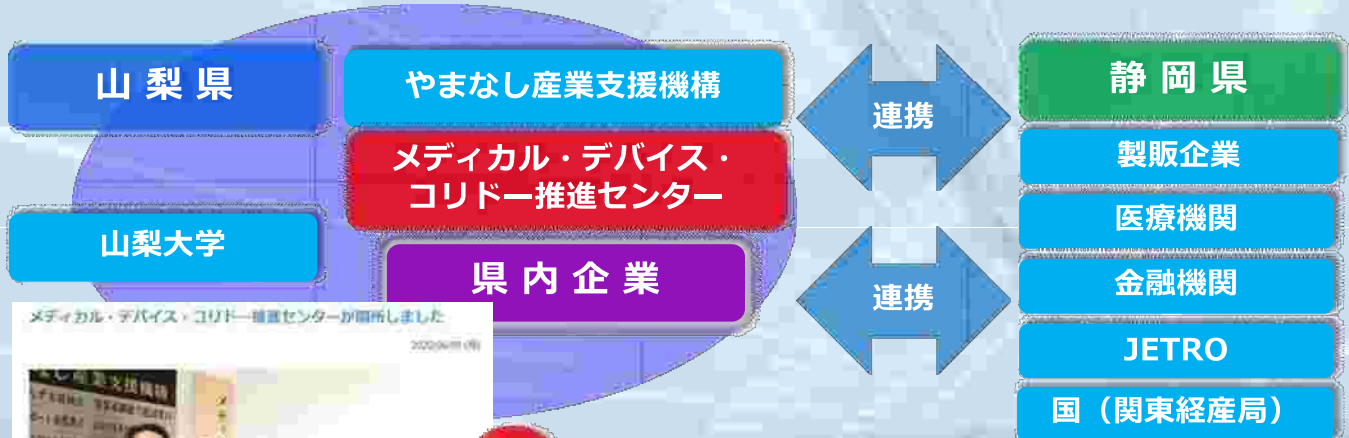 山 梨 県
やまなし産業支援機構
メディカル・デバイス・
コリドー推進センター
山梨大学
県 内 企 業
連携
連携
静 岡 県
製販企業
医療機関
金融機関
JETRO
国（関東経産局）
メディカル・デバイス・コリドー推進センターが開所しました